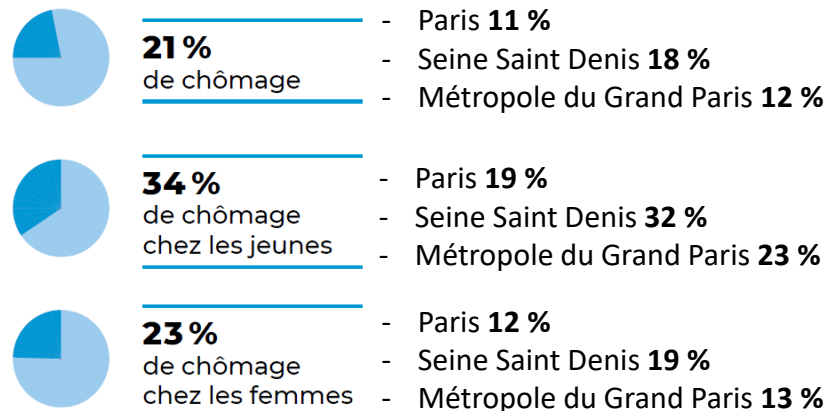 21 %
de chômage
- Paris 11 %
- Seine Saint Denis 18 %
- Métropole du Grand Paris 12 %
34 %
de chômage
chez les jeunes
- Paris 19 %
- Seine Saint Denis 32 %
- Métropole du Grand Paris 23 %
23 %
de chômage
chez les femmes
- Paris 12 %
- Seine Saint Denis 19 %
- Métropole du Grand Paris 13 %